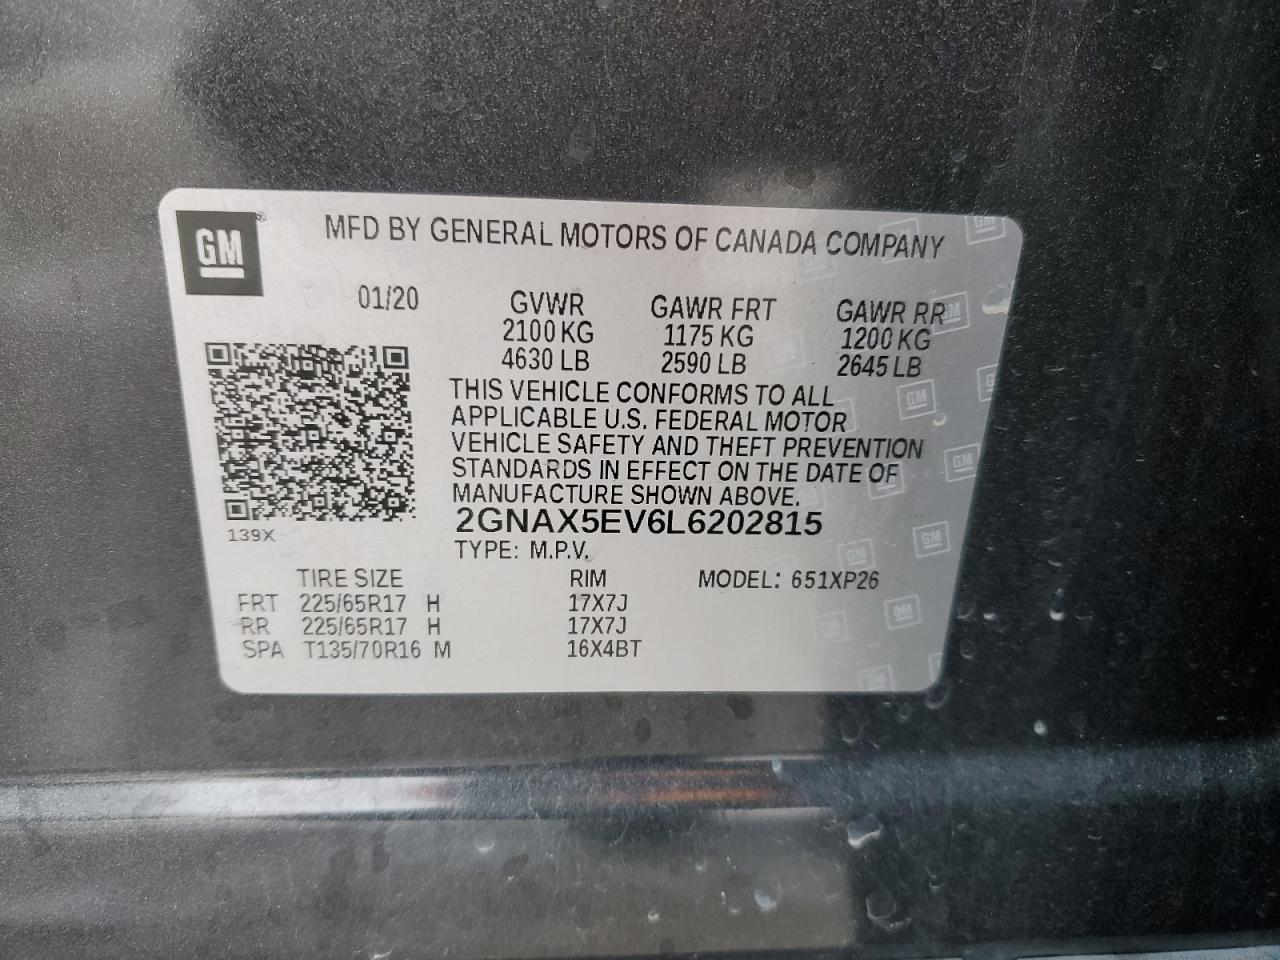 GM ®
MFD BY GENERAL MOTORS OF CANADA COMPANY
01/20
GVWR GAWR FRT GAWR RR
2100 KG 1175 KG 1200 KG
4630 LB 2590 LB 2645 LB
THIS VEHICLE CONFORMS TO ALL
APPLICABLE U.S. FEDERAL MOTOR
VEHICLE SAFETY AND THEFT PREVENTION
STANDARDS IN EFFECT ON THE DATE OF
MANUFACTURE SHOWN ABOVE.
2GNAX5EV6L6202815
139X
TYPE: M.P.V.
TIRE SIZE RIM MODEL: 651XP26
FRT 225/65R17 H 17X7J
RR 225/65R17 H 17X7J
SPA T135/70R16 M 16X4BT